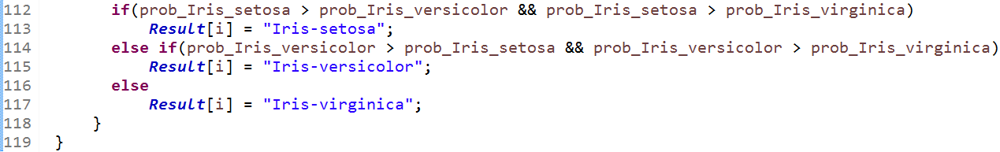 112 if(prob_Iris_setosa > prob_Iris_versicolor && prob_Iris_setosa > prob_Iris_virginica)
113 Result[i] = "Iris-setosa";
114 else if(prob_Iris_versicolor > prob_Iris_setosa && prob_Iris_versicolor > prob_Iris_virginica)
115 Result[i] = "Iris-versicolor";
116 else
117 Result[i] = "Iris-virginica";
118 }
119 }